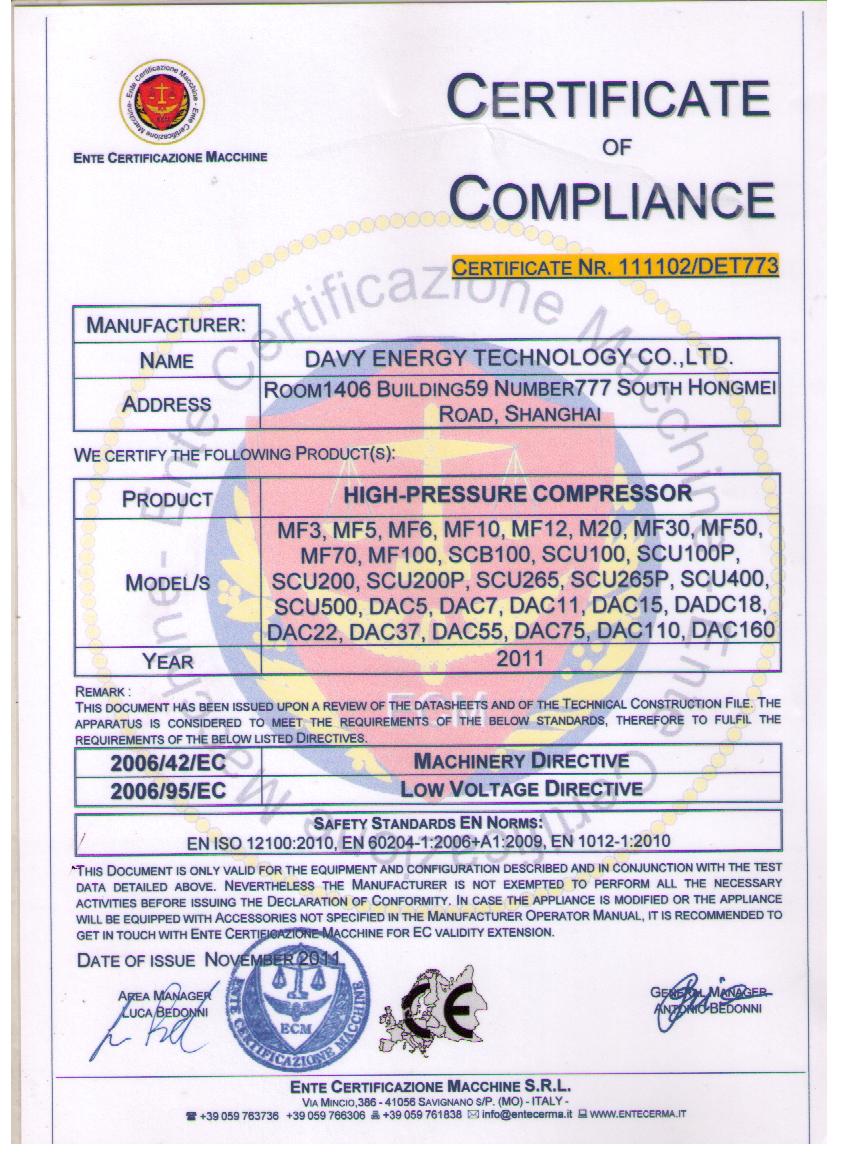 Ente Certificazione Macchine - Ente Certificazione Macchine-
ECM
ENTE CERTIFICAZIONE MACCHINE
CERTIFICATE
OF
COMPLIANCE
CERTIFICATE NR. 111102/DET773
MANUFACTURER:
NAME DAVY ENERGY TECHNOLOGY CO.,LTD.
ADDRESS ROOM1406 BUILDING59 NUMBER777 SOUTH HONGMEI
ROAD, SHANGHAI
WE CERTIFY THE FOLLOWING PRODUCT(S):
PRODUCT HIGH-PRESSURE COMPRESSOR
MODEL/S MF3, MF5, MF6, MF10, MF12, M20, MF30, MF50,
MF70, MF100, SCB100, SCU100, SCU100P,
SCU200, SCU200P, SCU265, SCU265P, SCU400,
SCU500, DAC5, DAC7, DAC11, DAC15, DADC18,
DAC22, DAC37, DAC55, DAC75, DAC110, DAC160
YEAR 2011
REMARK :
THIS DOCUMENT HAS BEEN ISSUED UPON A REVIEW OF THE DATASHEETS AND OF THE TECHNICAL CONSTRUCTION FILE. THE
APPARATUS IS CONSIDERED TO MEET THE REQUIREMENTS OF THE BELOW STANDARDS, THEREFORE TO FULFIL THE
REQUIREMENTS OF THE BELOW LISTED DIRECTIVES.
2006/42/EC MACHINERY DIRECTIVE
2006/95/EC LOW VOLTAGE DIRECTIVE
SAFETY STANDARDS EN NORMS:
EN ISO 12100:2010, EN 60204-1:2006+A1:2009, EN 1012-1:2010
THIS DOCUMENT IS ONLY VALID FOR THE EQUIPMENT AND CONFIGURATION DESCRIBED AND IN CONJUNCTION WITH THE TEST
DATA DETAILED ABOVE. NEVERTHELESS THE MANUFACTURER IS NOT EXEMPTED TO PERFORM ALL THE NECESSARY
ACTIVITIES BEFORE ISSUING THE DECLARATION OF CONFORMITY. IN CASE THE APPLIANCE IS MODIFIED OR THE APPLIANCE
WILL BE EQUIPPED WITH ACCESSORIES NOT SPECIFIED IN THE MANUFACTURER OPERATOR MANUAL, IT IS RECOMMENDED TO
GET IN TOUCH WITH ENTE CERTIFICAZIONE MACCHINE FOR EC VALIDITY EXTENSION.
DATE OF ISSUE NOVEMBER 2011
AREA MANAGER
LUCA BEDONNI
ENTE CERTIFICAZIONE MACCHINE
ECM
CE
GENERAL MANAGER
ANTONIO BEDONNI
ENTE CERTIFICAZIONE MACCHINE S.R.L.
VIA MINCIO,386 - 41056 SAVIGNANO S/P. (MO) - ITALY -
+39 059 763736 +39 059 766306 +39 059 761838 info@entecerma.it WWW.ENTECERMA.IT